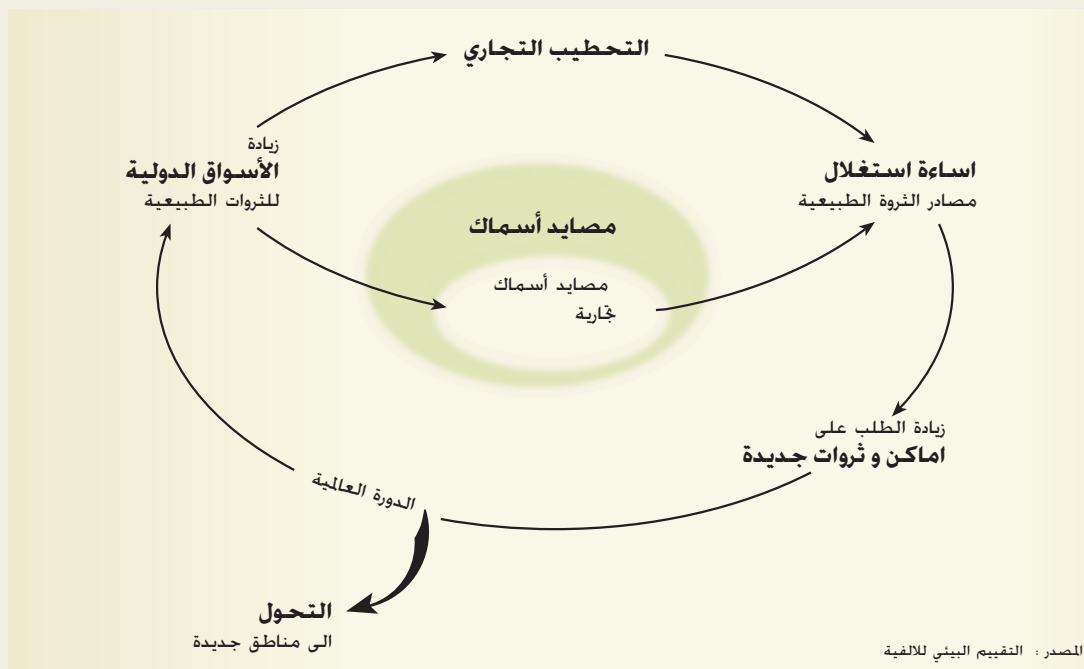 التحطيب التجاري
زيادة
الأسواق الدولية
للثروات الطبيعية
اساءة استغلال
مصادر الثروة الطبيعية
مصايد أسماك
مصايد أسماك
تجارية
زيادة الطلب على
اماكن و ثروات جديدة
الدورة العالمية
التحول
الى مناطق جديدة
المصدر : التقييم البيئي للالفية